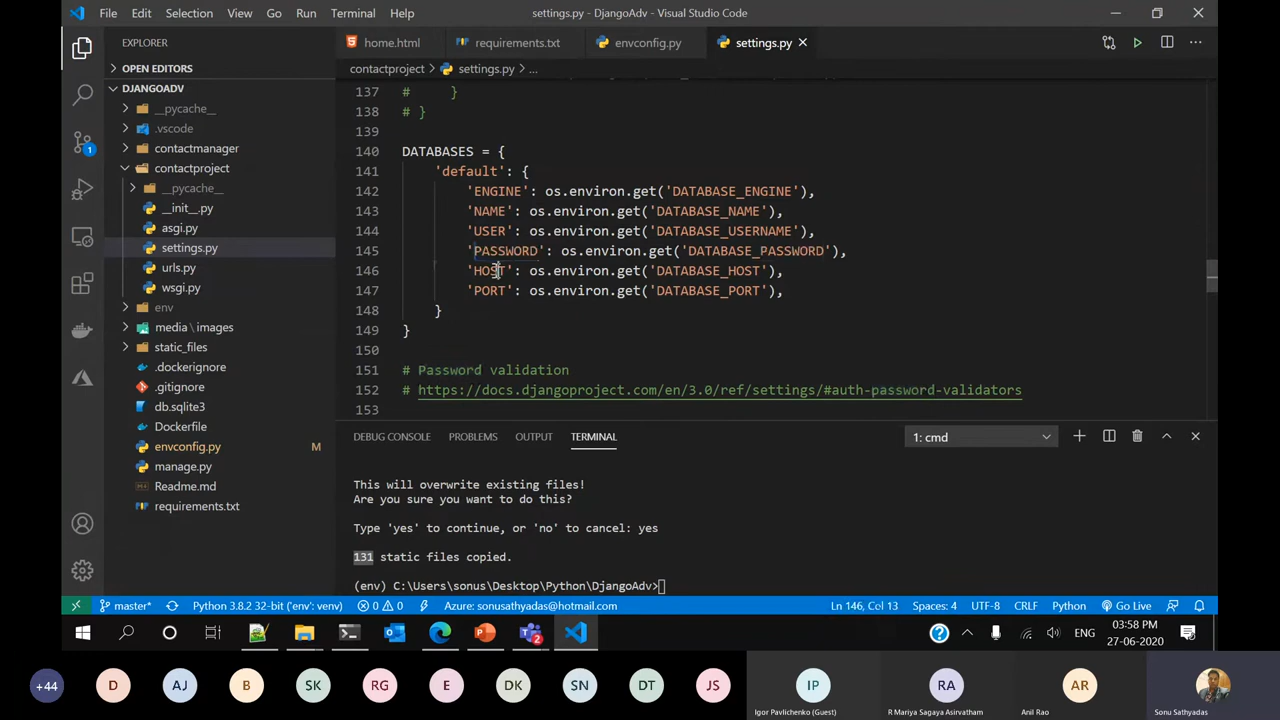 File Edit Selection View Go Run Terminal Help settings.py - DjangoAdv - Visual Studio Code
EXPLORER
OPEN EDITORS
DJANGOADV
__pycache__
.vscode
contactmanager
contactproject
__pycache__
__init__.py
asgi.py
settings.py
urls.py
wsgi.py
env
media \ images
static_files
.dockerignore
.gitignore
db.sqlite3
Dockerfile
envconfig.py M
manage.py
Readme.md
requirements.txt
home.html requirements.txt envconfig.py settings.py
contactproject > settings.py > ...
137 # }
138 # }
139
140 DATABASES = {
141 'default': {
142 'ENGINE': os.environ.get('DATABASE_ENGINE'),
143 'NAME': os.environ.get('DATABASE_NAME'),
144 'USER': os.environ.get('DATABASE_USERNAME'),
145 'PASSWORD': os.environ.get('DATABASE_PASSWORD'),
146 'HOST': os.environ.get('DATABASE_HOST'),
147 'PORT': os.environ.get('DATABASE_PORT'),
148 }
149 }
150
151 # Password validation
152 # https://docs.djangoproject.com/en/3.0/ref/settings/#auth-password-validators
153
DEBUG CONSOLE PROBLEMS OUTPUT TERMINAL 1: cmd
This will overwrite existing files!
Are you sure you want to do this?
Type 'yes' to continue, or 'no' to cancel: yes
131 static files copied.
(env) C:\Users\sonus\Desktop\Python\DjangoAdv>
1
master* Python 3.8.2 32-bit ('env': venv) 0 0 Azure: sonusathyadas@hotmail.com Ln 146, Col 13 Spaces: 4 UTF-8 CRLF Python Go Live
2
ENG
03:58 PM
27-06-2020
+44 D AJ B SK RG E DK SN DT JS IP RA AR
Igor Pavlichenko (Guest) R Mariya Sagaya Asirvatham Anil Rao Sonu Sathyadas